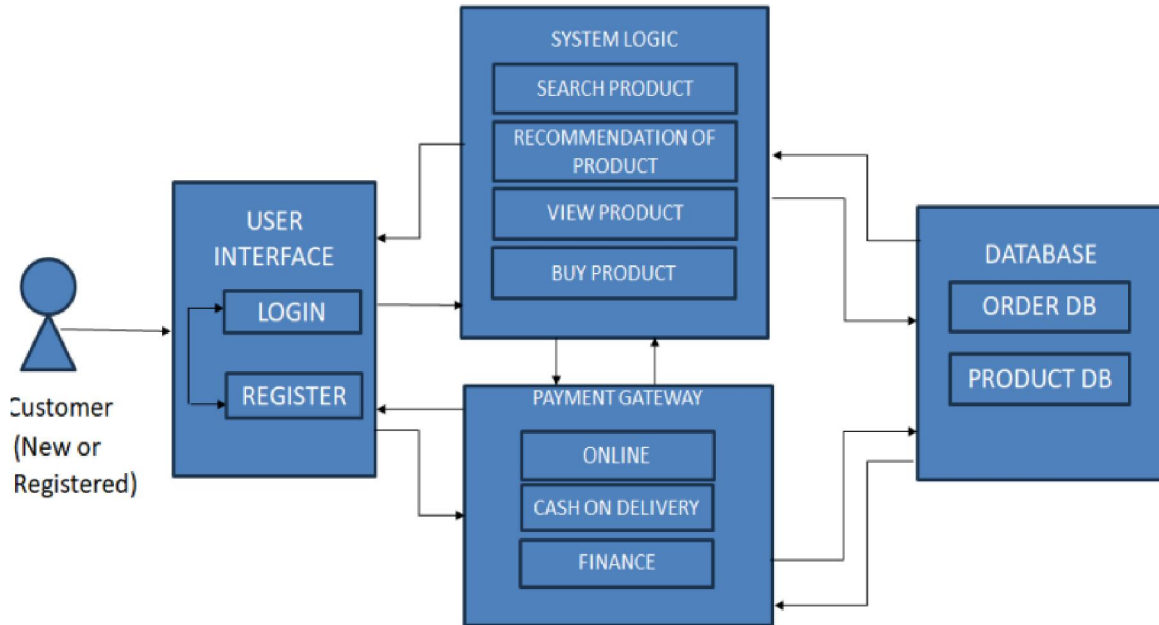 SYSTEM LOGIC
SEARCH PRODUCT
RECOMMENDATION OF
PRODUCT
VIEW PRODUCT
BUY PRODUCT
USER
INTERFACE
LOGIN
REGISTER
Customer
(New or
Registered)
PAYMENT GATEWAY
ONLINE
CASH ON DELIVERY
FINANCE
DATABASE
ORDER DB
PRODUCT DB